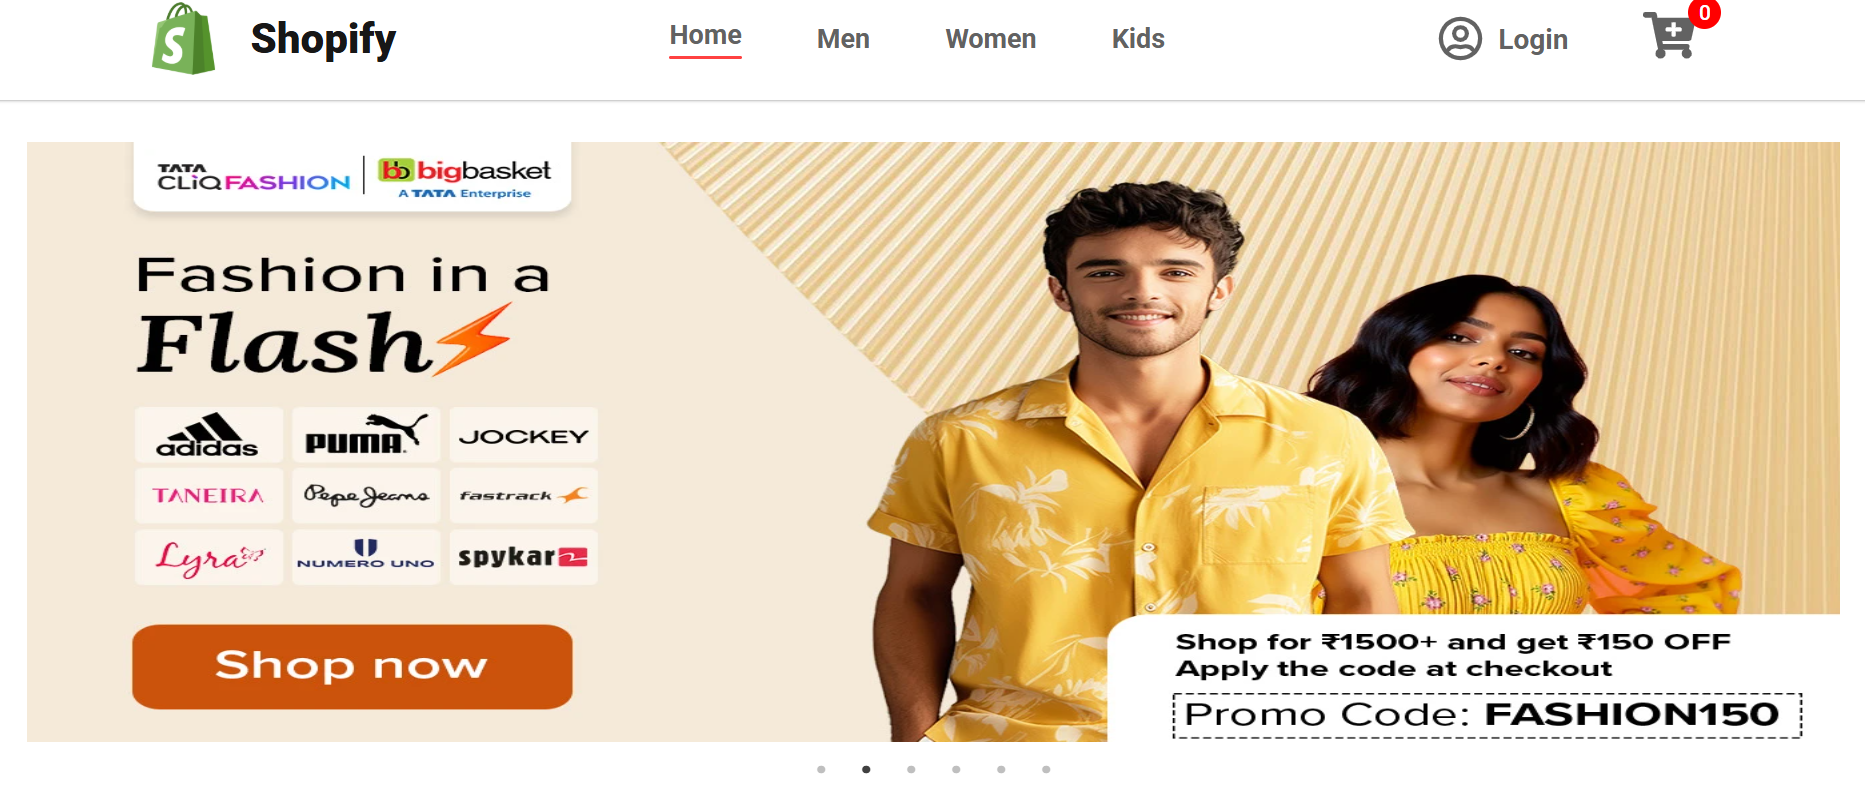 Shopify
Home
Men
Women
Kids
Login
0
TATA
CLiQ FASHION
bb bigbasket
A TATA Enterprise
Fashion in a
Flash
adidas
PUMA
JOCKEY
TANEIRA
Pepe Jeans
fastrack
Lyra
NUMERO UNO
spykar
Shop now
Shop for ₹1500+ and get ₹150 OFF
Apply the code at checkout
Promo Code: FASHION150